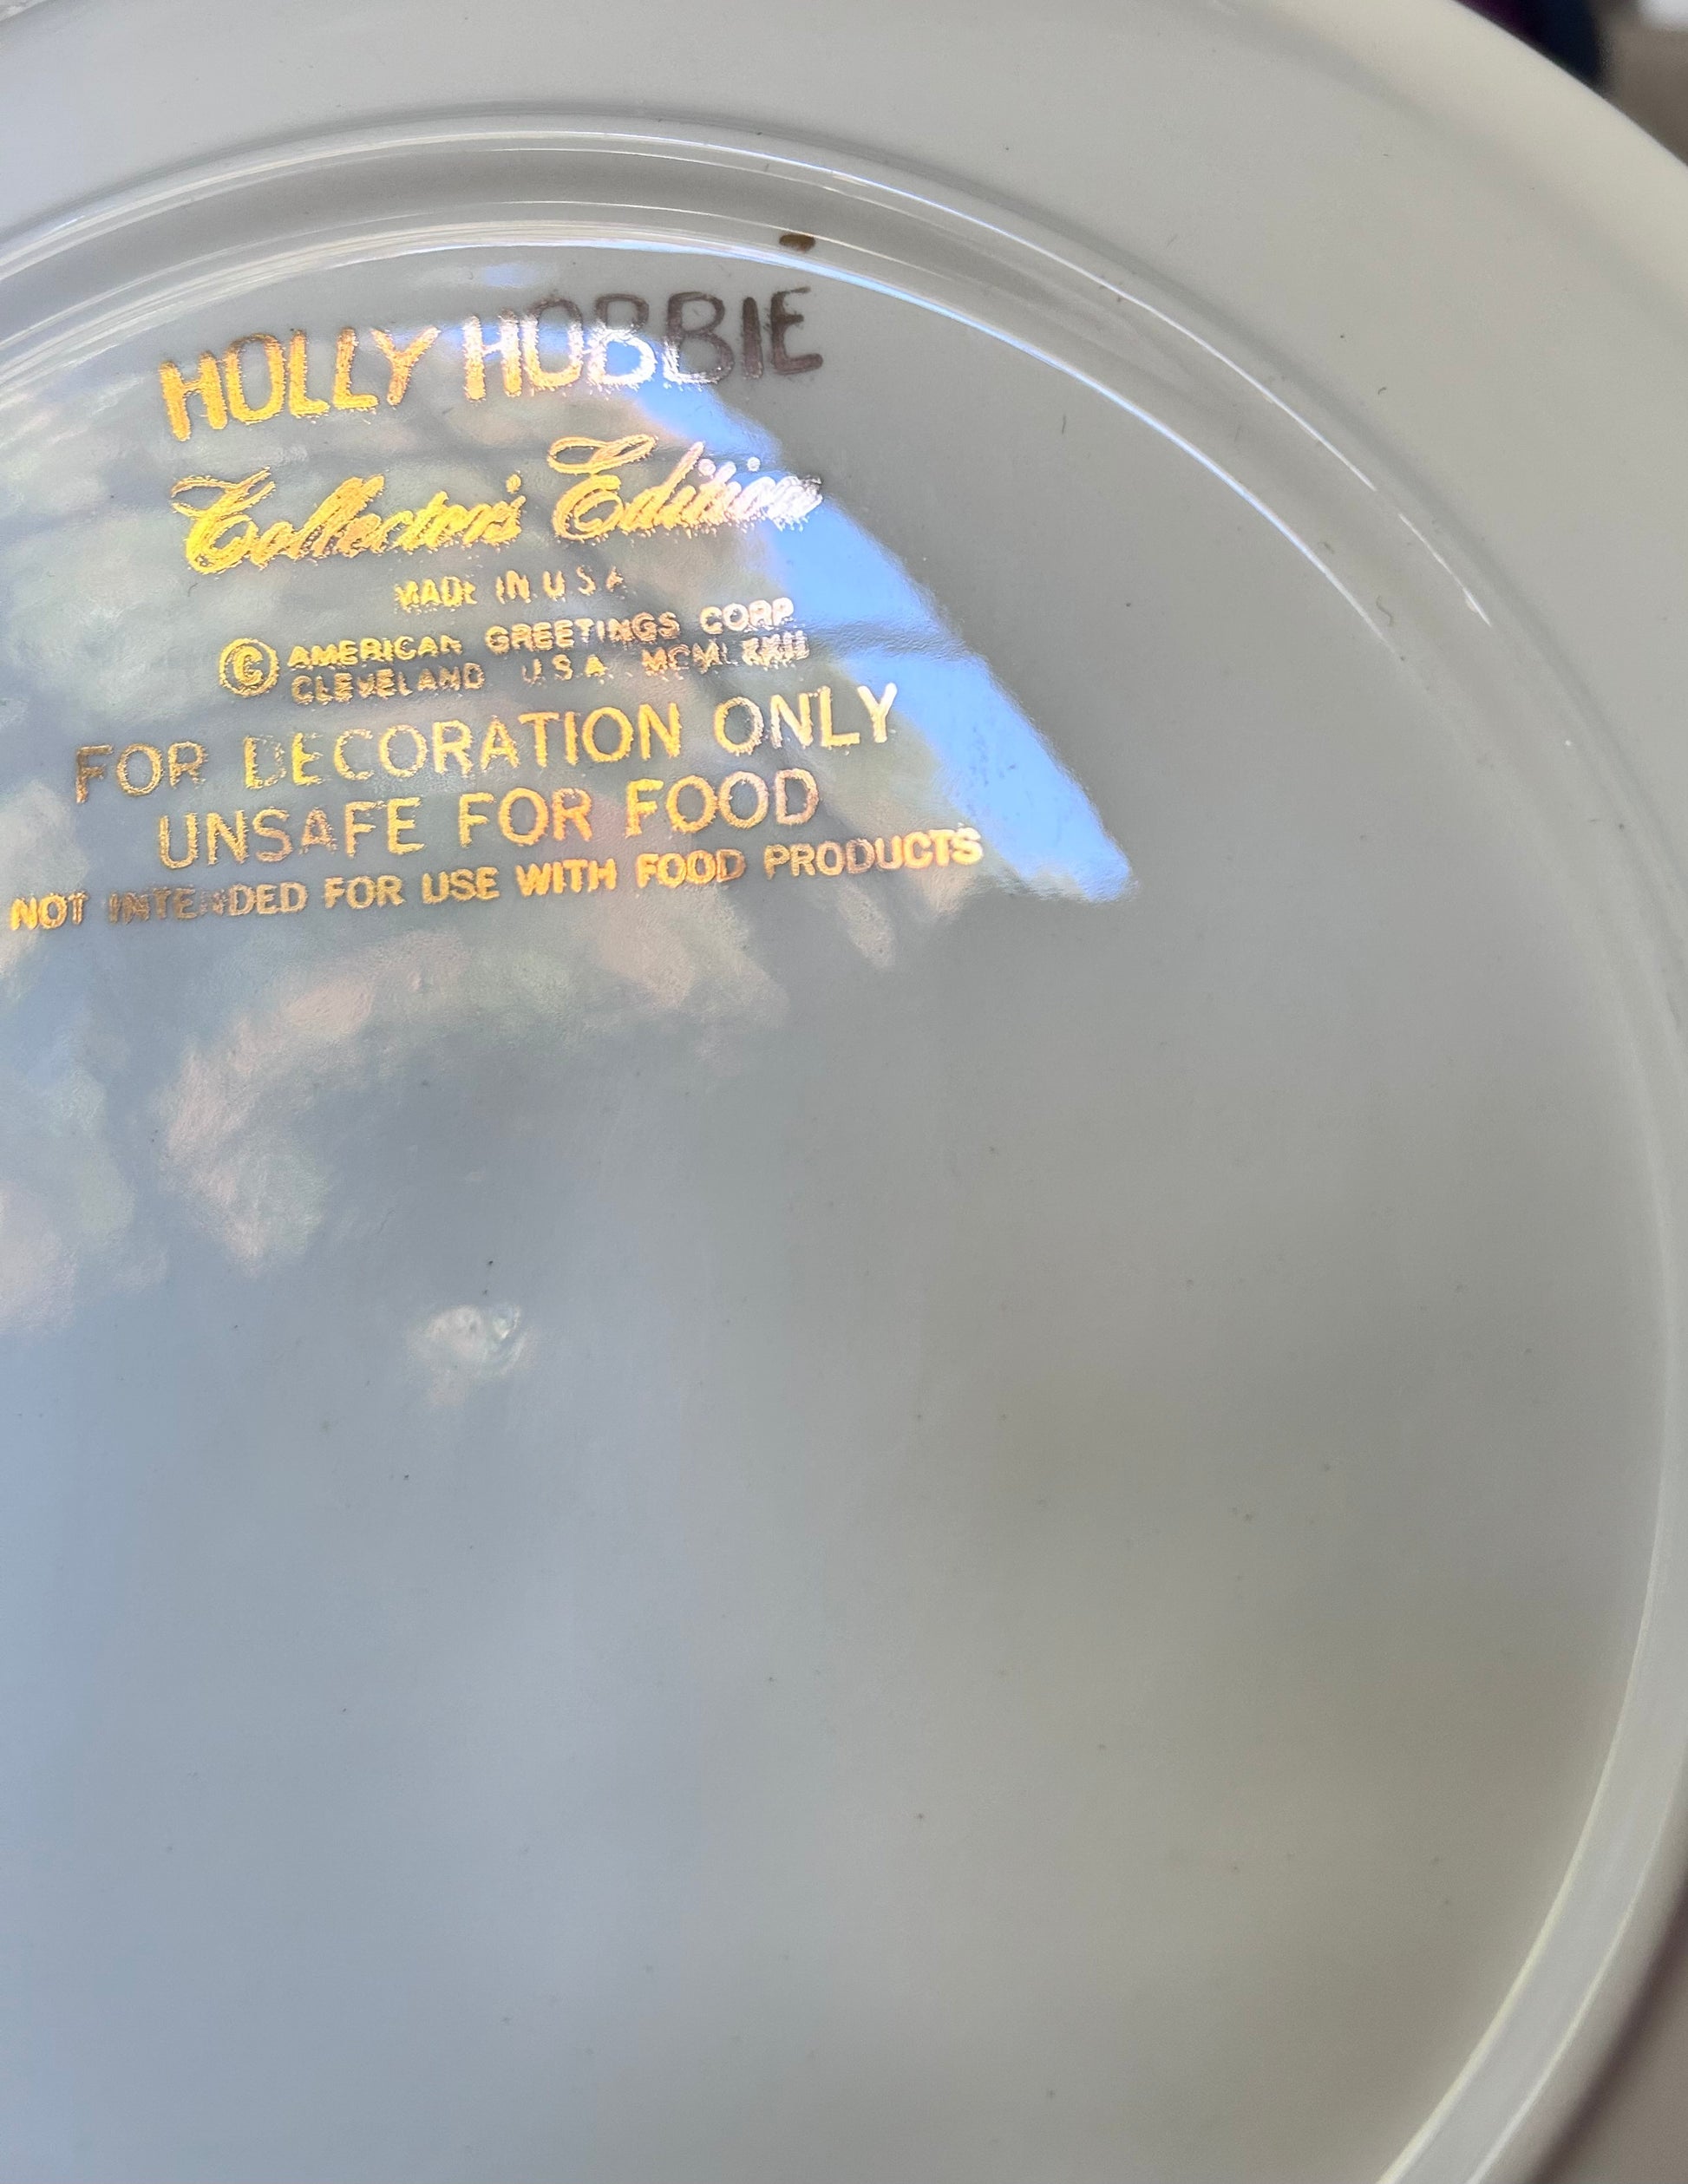 HOLLY HOBBIE
Collector's Edition
MADE IN U S A
© AMERICAN GREETINGS CORP
CLEVELAND U.S.A. MCMLXXII
FOR DECORATION ONLY
UNSAFE FOR FOOD
NOT INTENDED FOR USE WITH FOOD PRODUCTS